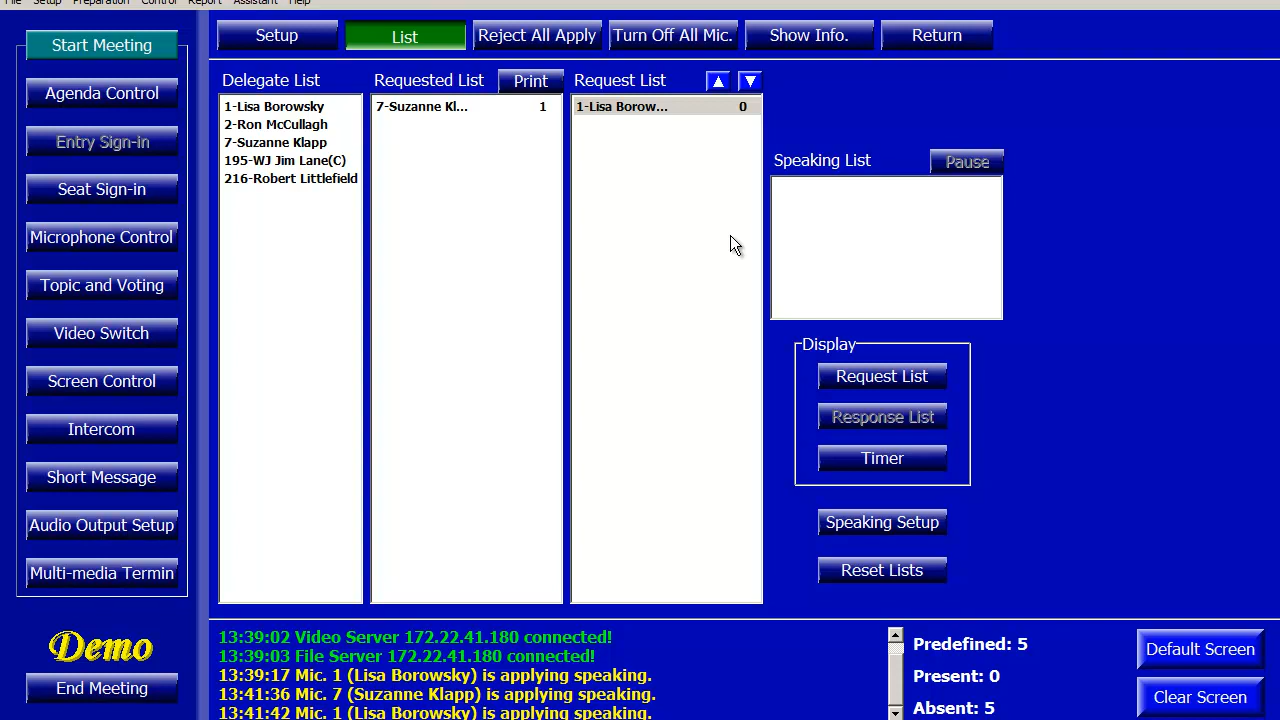 File Setup Preparation Control Report Assistant Help
Start Meeting
Agenda Control
Entry Sign-in
Seat Sign-in
Microphone Control
Topic and Voting
Video Switch
Screen Control
Intercom
Short Message
Audio Output Setup
Multi-media Termin
Demo
End Meeting
Setup List Reject All Apply Turn Off All Mic. Show Info. Return
Delegate List
1-Lisa Borowsky
2-Ron McCullagh
7-Suzanne Klapp
195-WJ Jim Lane(C)
216-Robert Littlefield
Requested List Print
7-Suzanne Kl... 1
Request List
1-Lisa Borow... 0
Speaking List Pause
Display
Request List
Response List
Timer
Speaking Setup
Reset Lists
13:39:02 Video Server 172.22.41.180 connected!
13:39:03 File Server 172.22.41.180 connected!
13:39:17 Mic. 1 (Lisa Borowsky) is applying speaking.
13:41:36 Mic. 7 (Suzanne Klapp) is applying speaking.
13:41:42 Mic. 1 (Lisa Borowsky) is applying speaking.
Predefined: 5
Present: 0
Absent: 5
Default Screen
Clear Screen